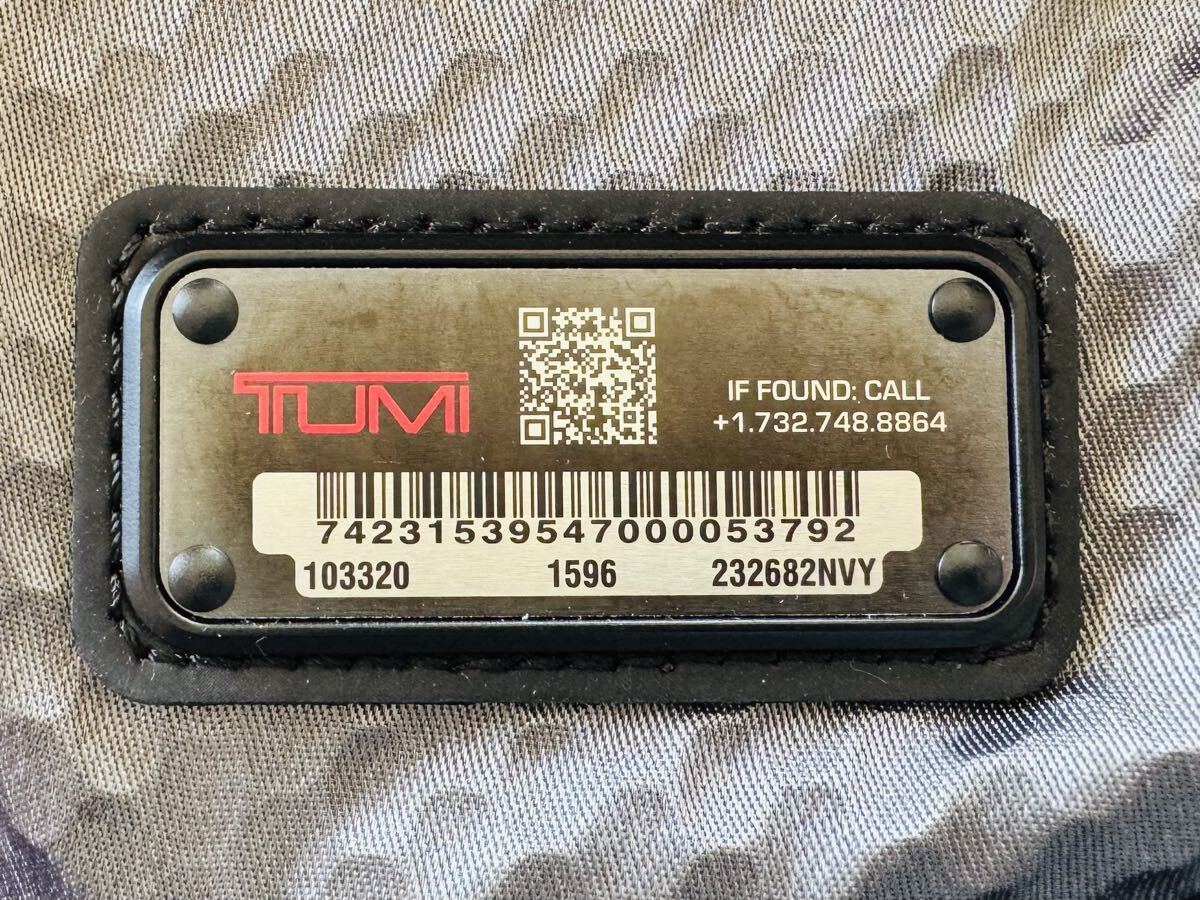 TUMI
IF FOUND: CALL
+1.732.748.8864
74231539547000053792
103320 1596 232682NVY